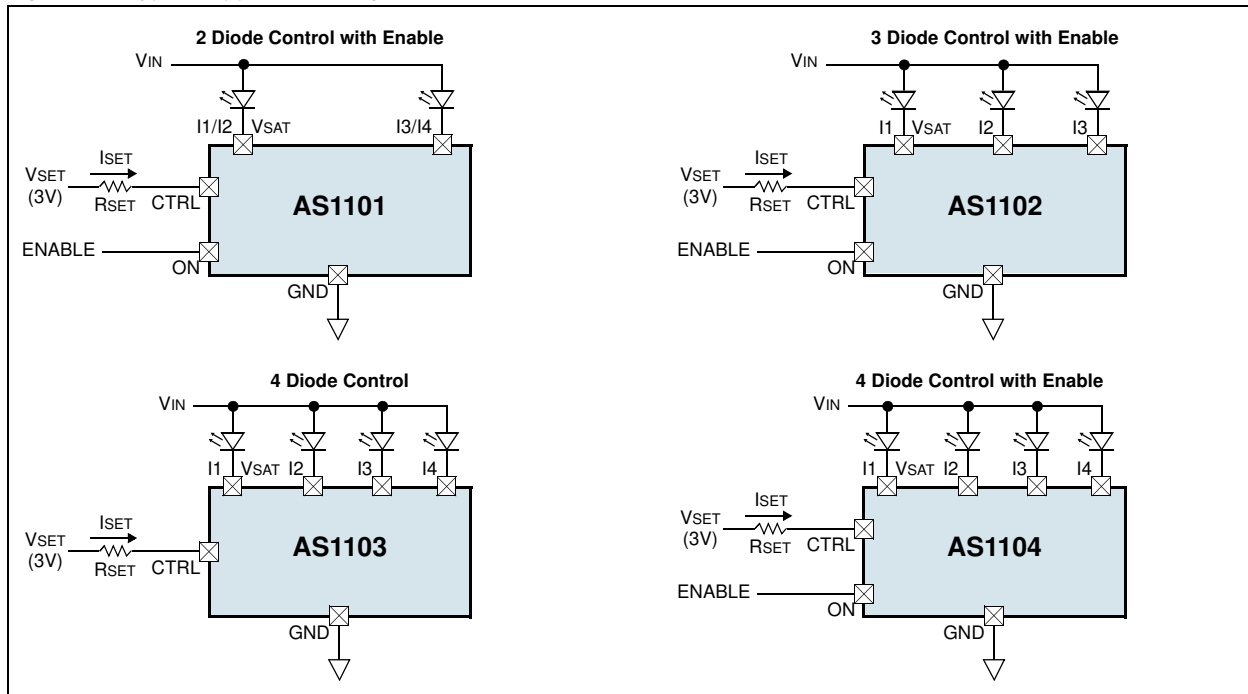 2 Diode Control with Enable
VIN
I1/I2 VSAT I3/I4
ISET
VSET
(3V)
RSET CTRL
AS1101
ENABLE
ON
GND
3 Diode Control with Enable
VIN
I1 VSAT I2 I3
ISET
VSET
(3V)
RSET CTRL
AS1102
ENABLE
ON
GND
4 Diode Control
VIN
I1 VSAT I2 I3 I4
ISET
VSET
(3V)
RSET CTRL
AS1103
GND
4 Diode Control with Enable
VIN
I1 VSAT I2 I3 I4
ISET
VSET
(3V)
RSET CTRL
AS1104
ENABLE
ON
GND